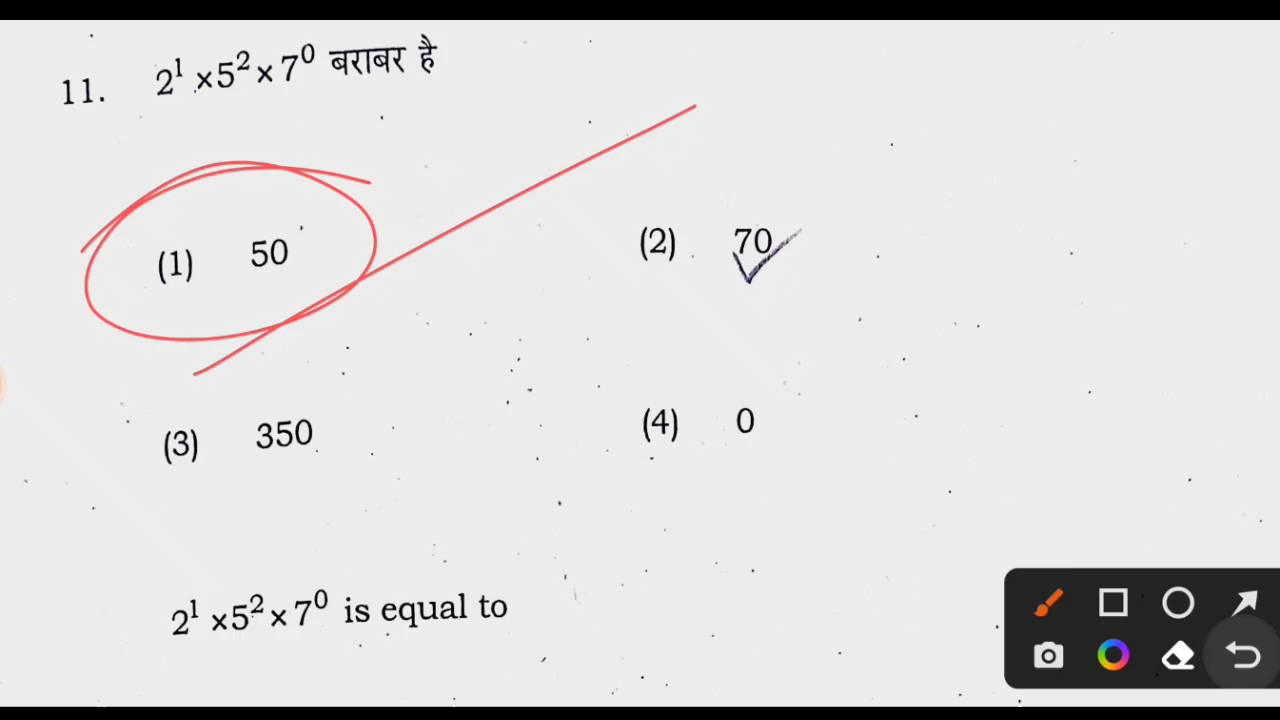 11. 2¹ ×5² × 7⁰ बराबर है
(1) 50 (2) 70
(3) 350 (4) 0
2¹ ×5² × 7⁰ is equal to